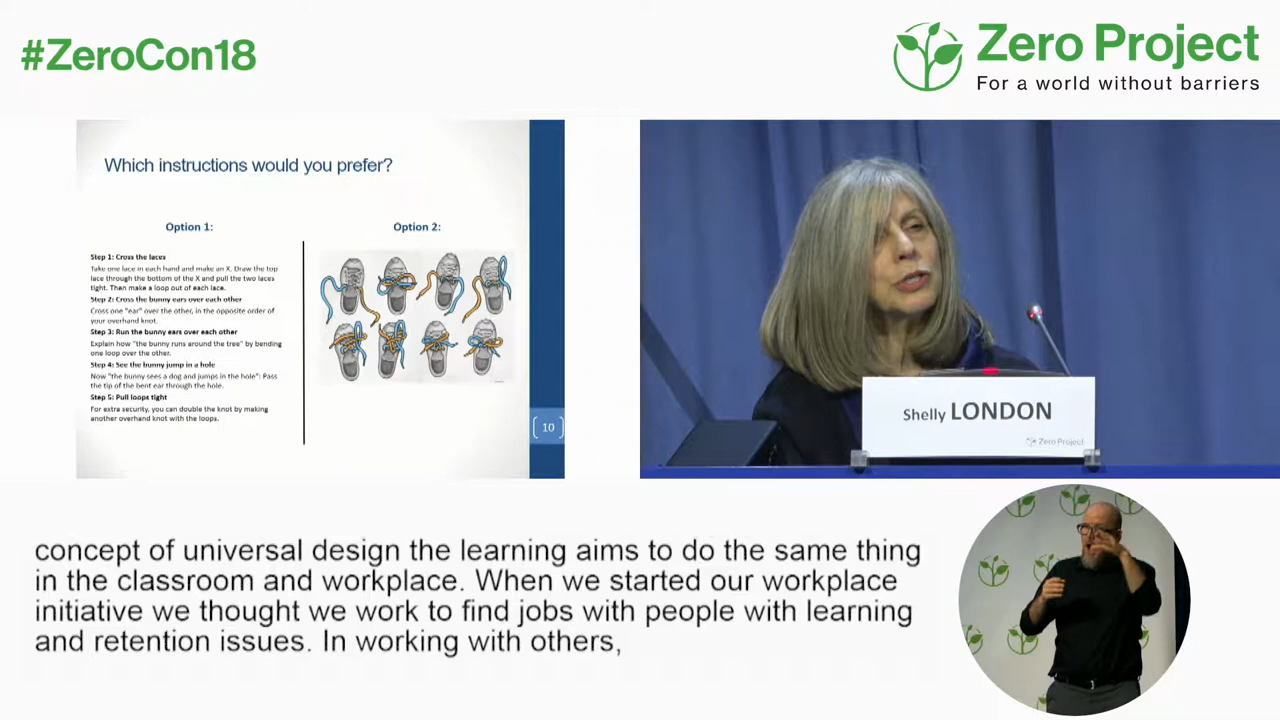 #ZeroCon18
Zero Project
For a world without barriers
Which instructions would you prefer?
Option 1:
Step 1: Cross the laces
Take one lace in each hand and make an X. Draw the top
lace through the bottom of the X and pull the two laces
tight. Then make a loop out of each lace.
Step 2: Cross the bunny ears over each other
Cross one "ear" over the other, in the opposite order of
your overhand knot.
Step 3: Run the bunny ears over each other
Explain how "the bunny runs around the tree" by bending
one loop over the other.
Step 4: See the bunny jump in a hole
Now "the bunny sees a dog and jumps in the hole": Pass
the tip of the bent ear through the hole.
Step 5: Pull loops tight
For extra security, you can double the knot by making
another overhand knot with the loops.
Option 2:
10
Shelly LONDON
Zero Project
concept of universal design the learning aims to do the same thing
in the classroom and workplace. When we started our workplace
initiative we thought we work to find jobs with people with learning
and retention issues. In working with others,